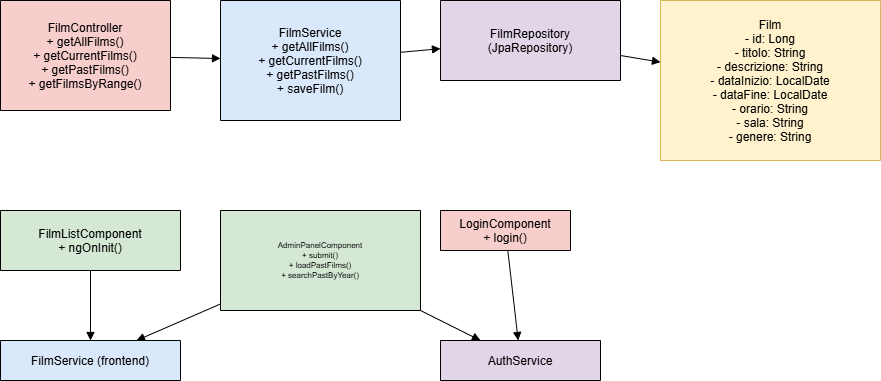 FilmController
+ getAllFilms()
+ getCurrentFilms()
+ getPastFilms()
+ getFilmsByRange()
FilmService
+ getAllFilms()
+ getCurrentFilms()
+ getPastFilms()
+ saveFilm()
FilmRepository
(JpaRepository)
Film
- id: Long
- titolo: String
- descrizione: String
- dataInizio: LocalDate
- dataFine: LocalDate
- orario: String
- sala: String
- genere: String
FilmListComponent
+ ngOnInit()
AdminPanelComponent
+ submit()
+ loadPastFilms()
+ searchPastByYear()
LoginComponent
+ login()
FilmService (frontend)
AuthService